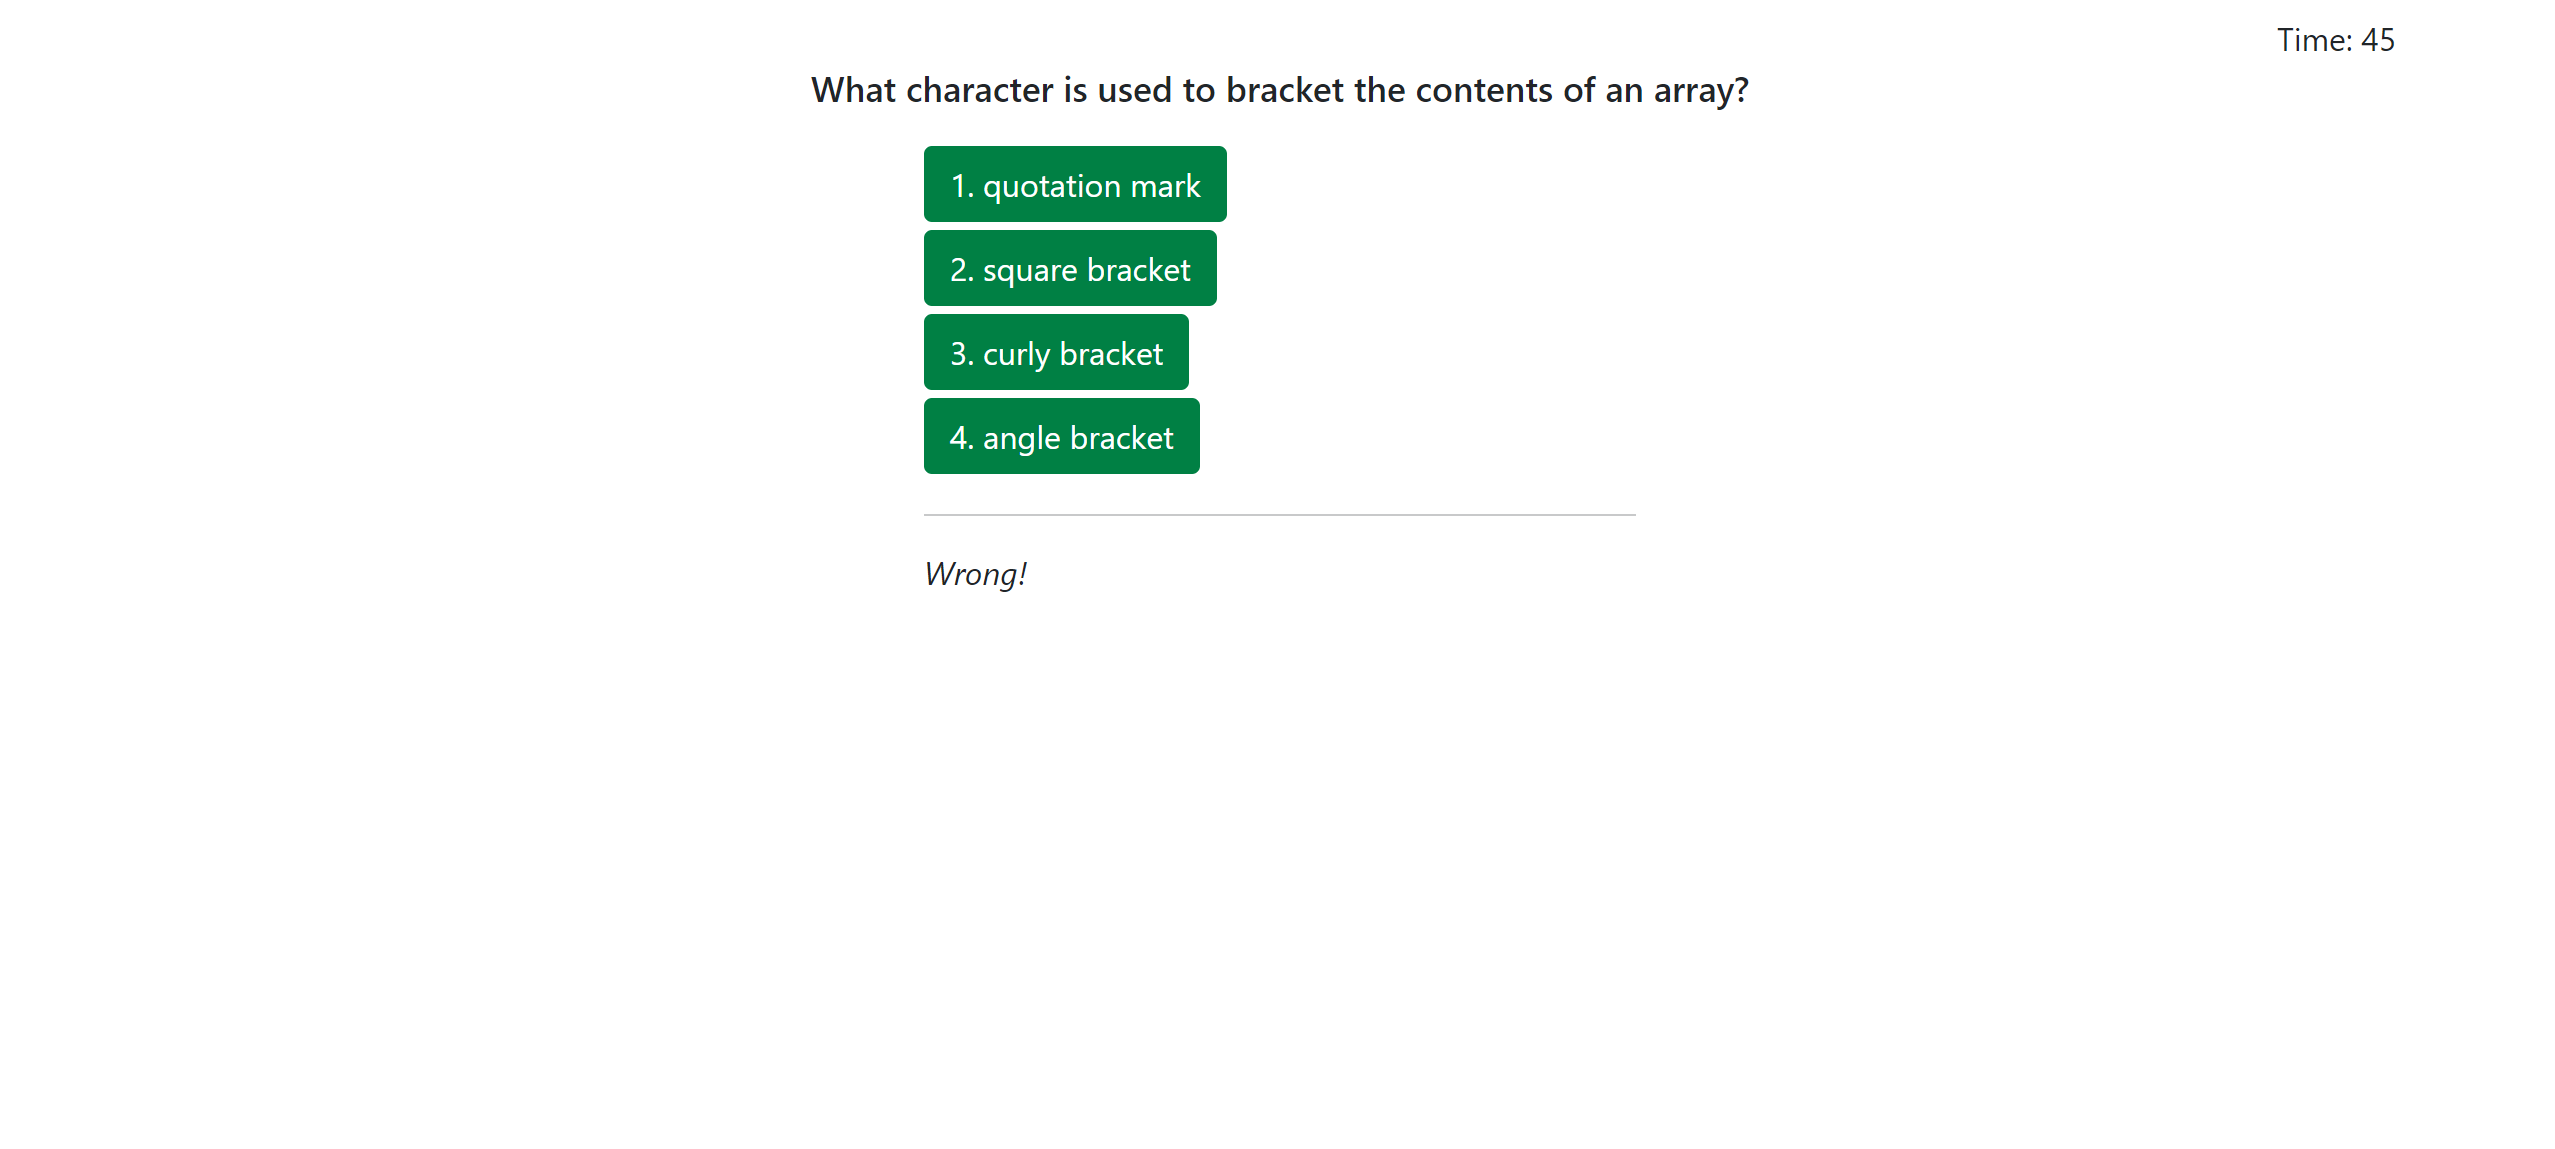 Time: 45
What character is used to bracket the contents of an array?
1. quotation mark
2. square bracket
3. curly bracket
4. angle bracket
Wrong!